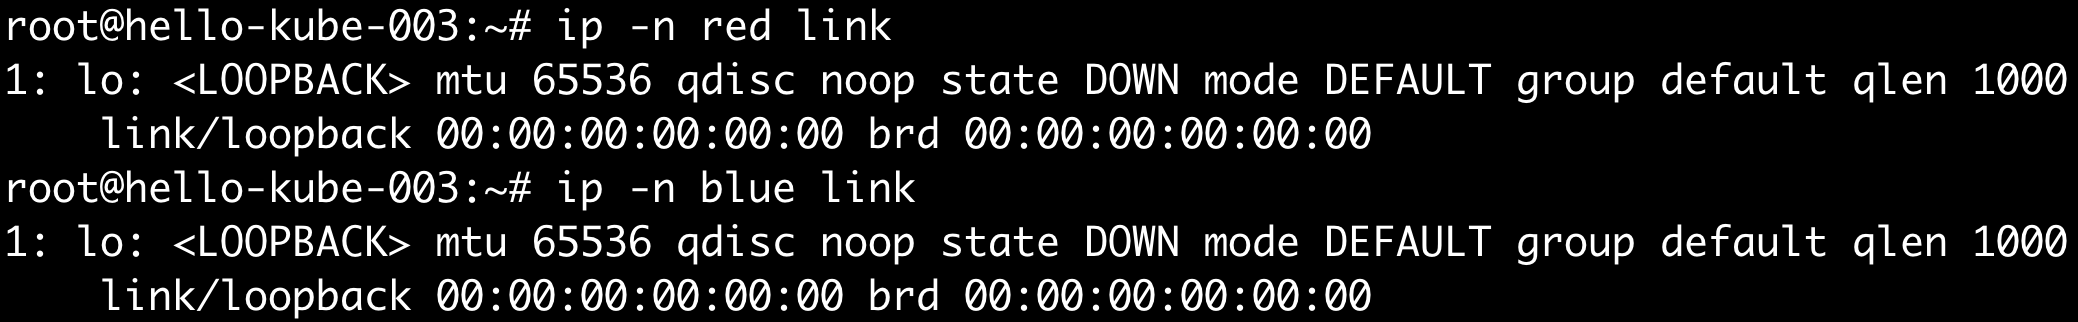 root@hello-kube-003:~# ip -n red link
1: lo: <LOOPBACK> mtu 65536 qdisc noop state DOWN mode DEFAULT group default qlen 1000
    link/loopback 00:00:00:00:00:00 brd 00:00:00:00:00:00
root@hello-kube-003:~# ip -n blue link
1: lo: <LOOPBACK> mtu 65536 qdisc noop state DOWN mode DEFAULT group default qlen 1000
    link/loopback 00:00:00:00:00:00 brd 00:00:00:00:00:00